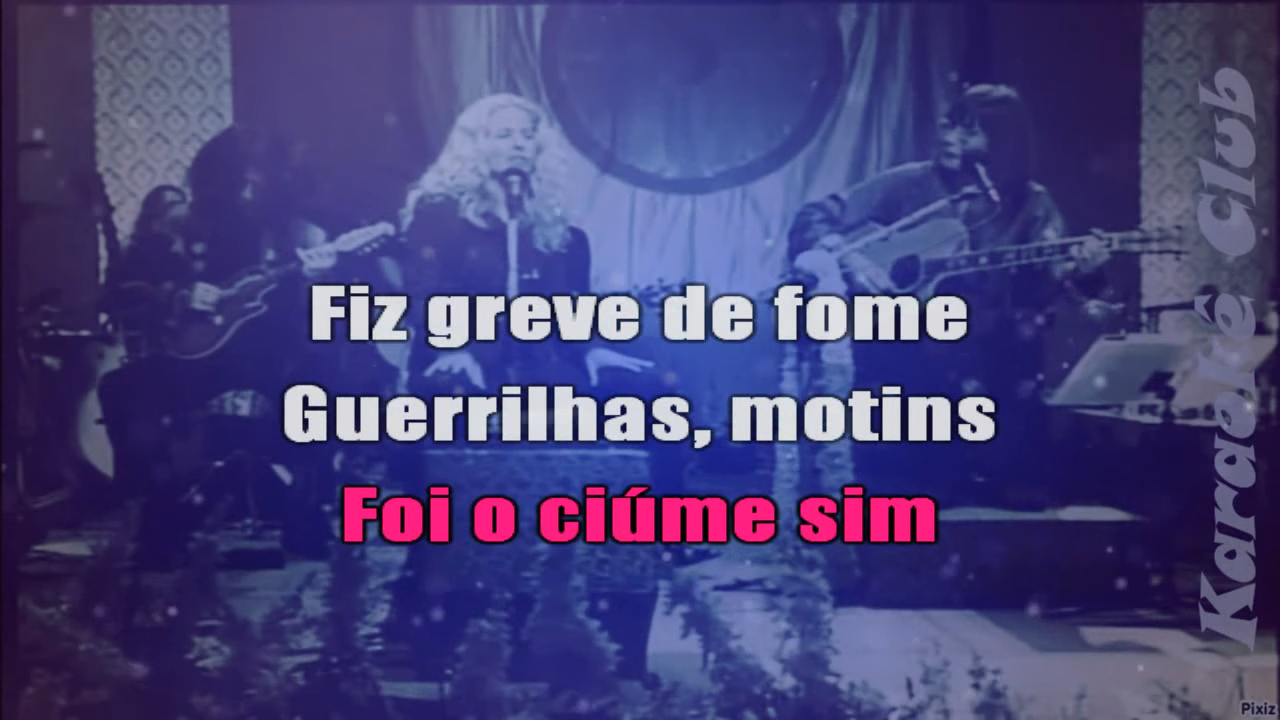 Fiz greve de fome
Guerrilhas, motins
Foi o ciúme sim
Karaokê Club
Pixiz